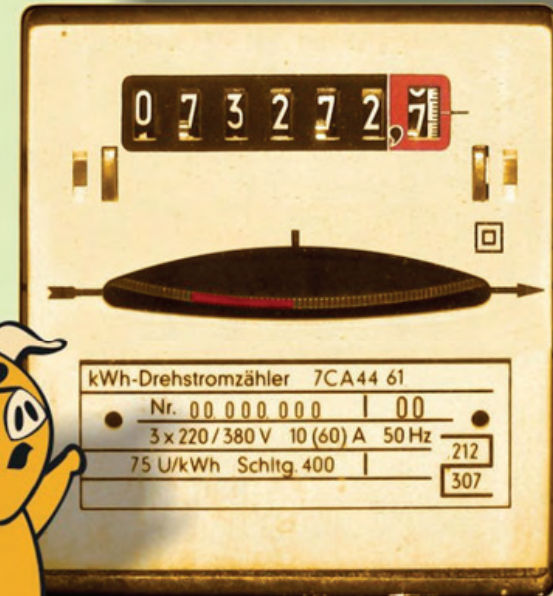 073272,7
kWh-Drehstromzähler 7CA44 61
Nr. 00 000 000 00
3 x 220 / 380 V 10 (60) A 50 Hz
212
75 U/kWh Schltg. 400
307